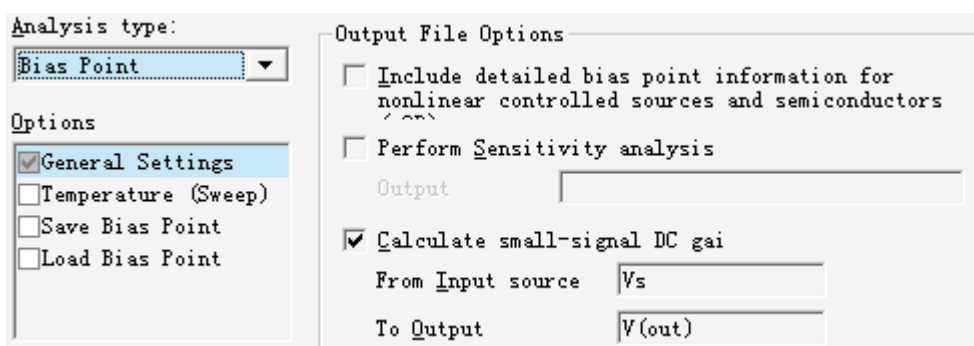 Analysis type:
Bias Point
Options
General Settings
Temperature (Sweep)
Save Bias Point
Load Bias Point
Output File Options
Include detailed bias point information for
nonlinear controlled sources and semiconductors
Perform Sensitivity analysis
Output
Calculate small-signal DC gai
From Input source
Vs
To Output
V(out)